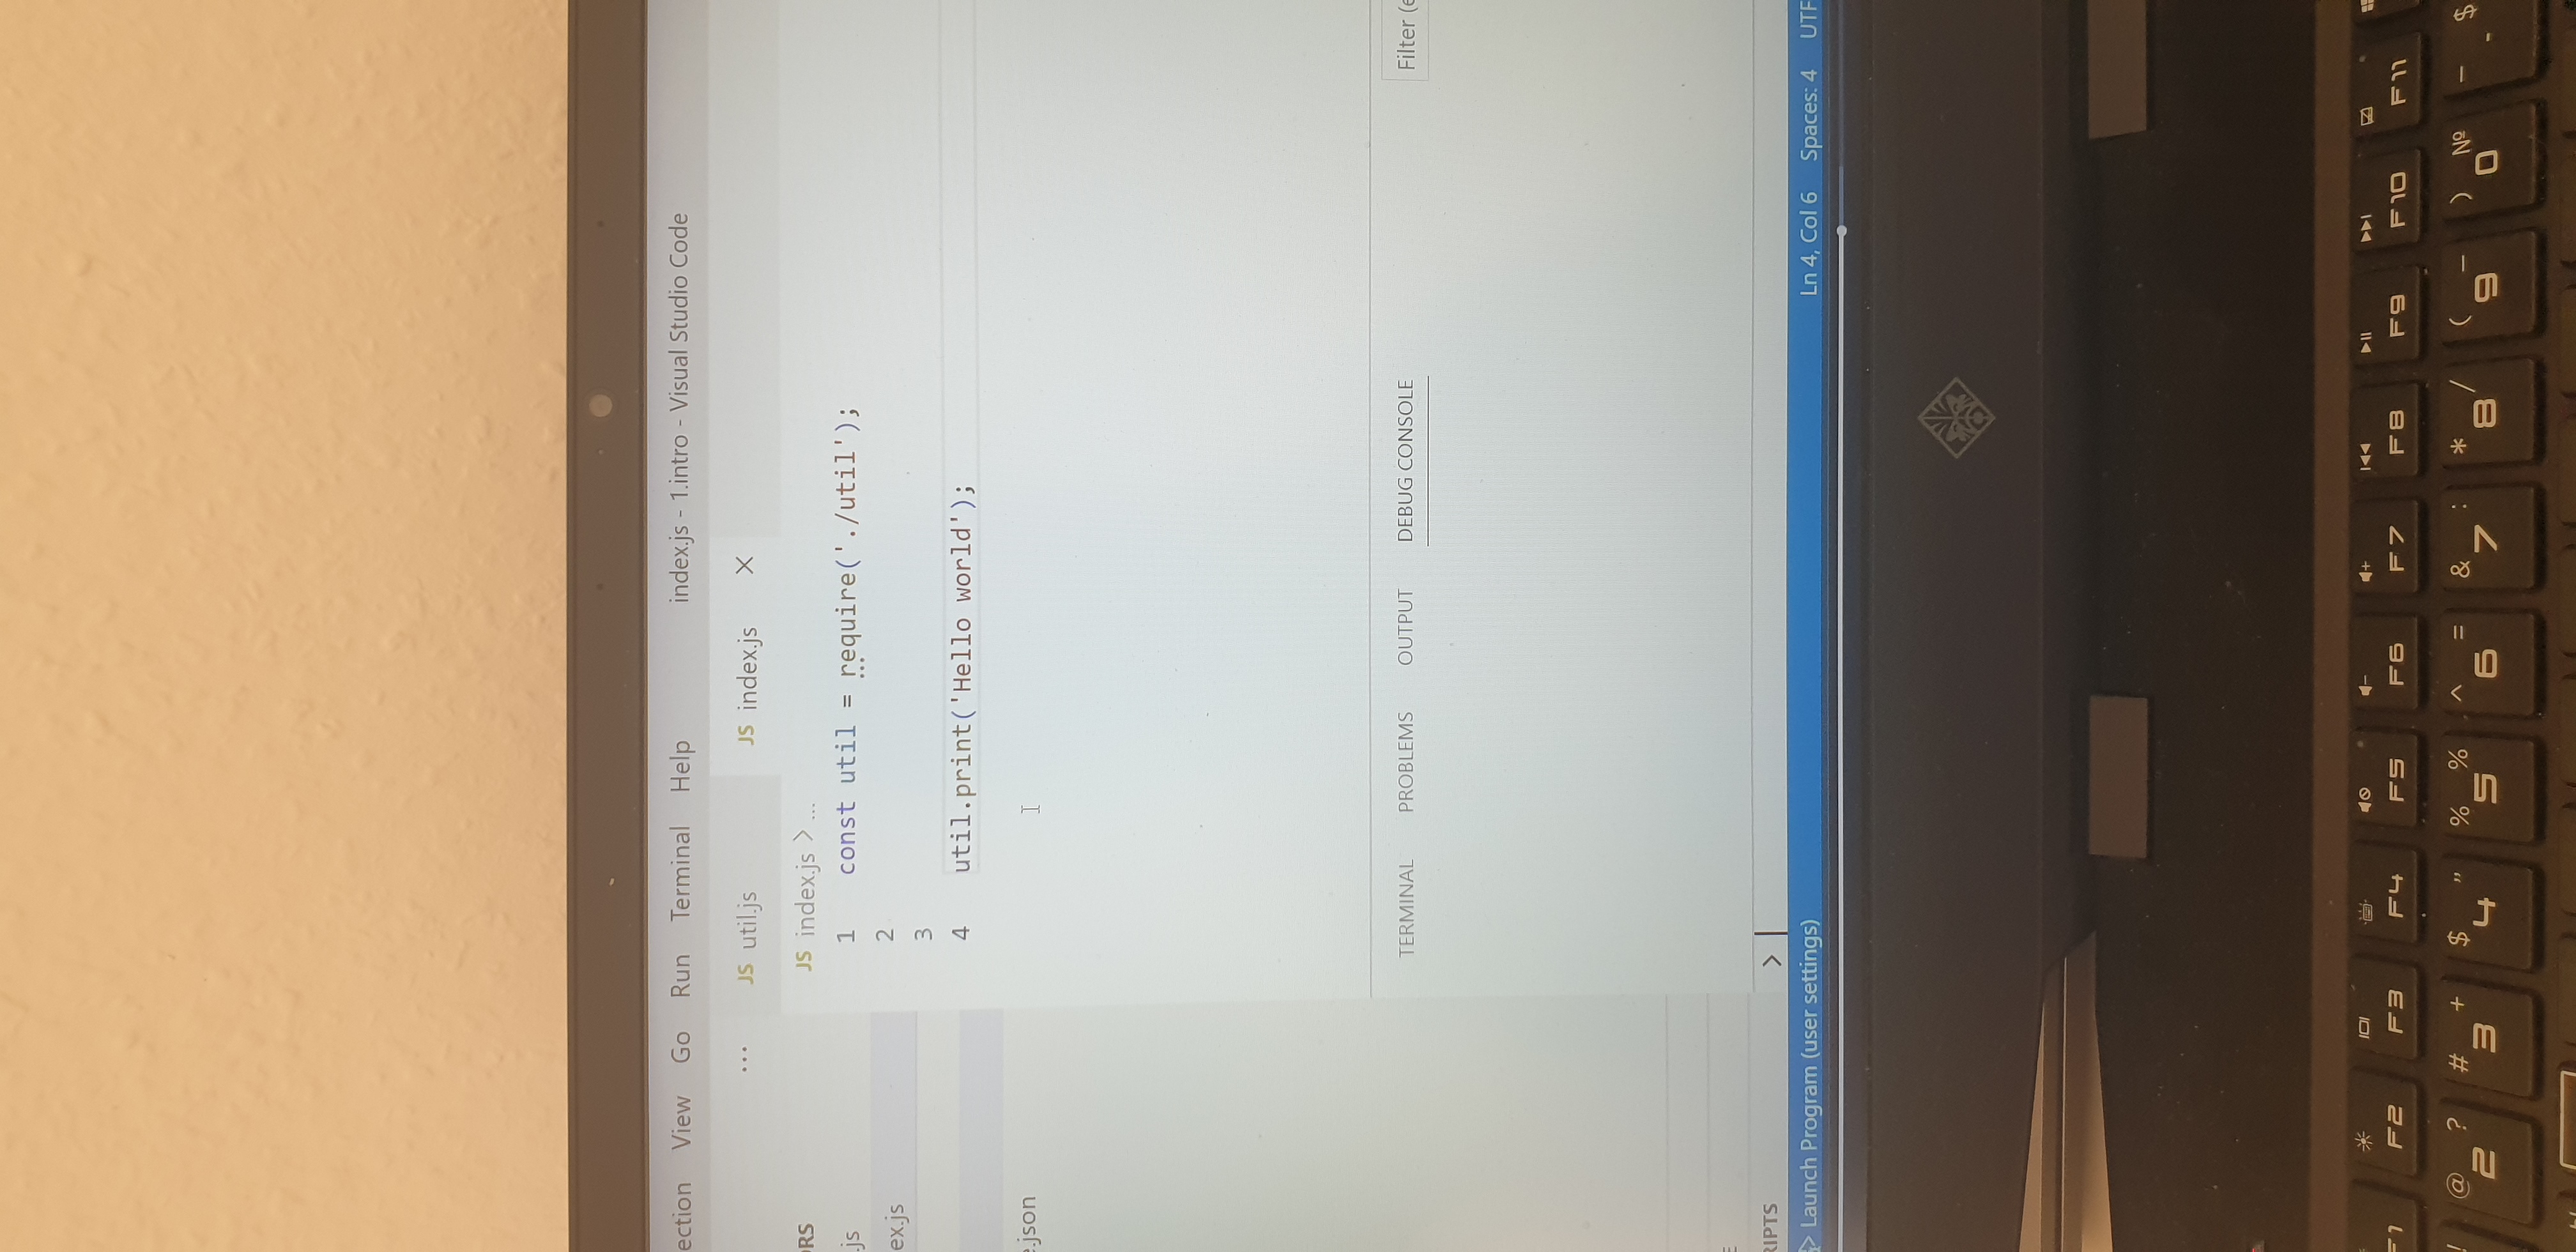 ection View Go Run Terminal Help index.js - 1.intro - Visual Studio Code
... JS util.js JS index.js
ORS
JS index.js > ...
.js
ex.js
1 const util = require('./util');
2
3
4 util.print('Hello world');
e.json
TERMINAL PROBLEMS OUTPUT DEBUG CONSOLE Filter (e
E
RIPTS
>
Launch Program (user settings) Ln 4, Col 6 Spaces: 4 UTF
F1 F2 F3 F4 F5 F6 F7 F8 F9 F10 F11
! @ ? # + $ " % % ^ = & : * / ( - ) № - $
2 3 4 5 6 7 8 9 0 -